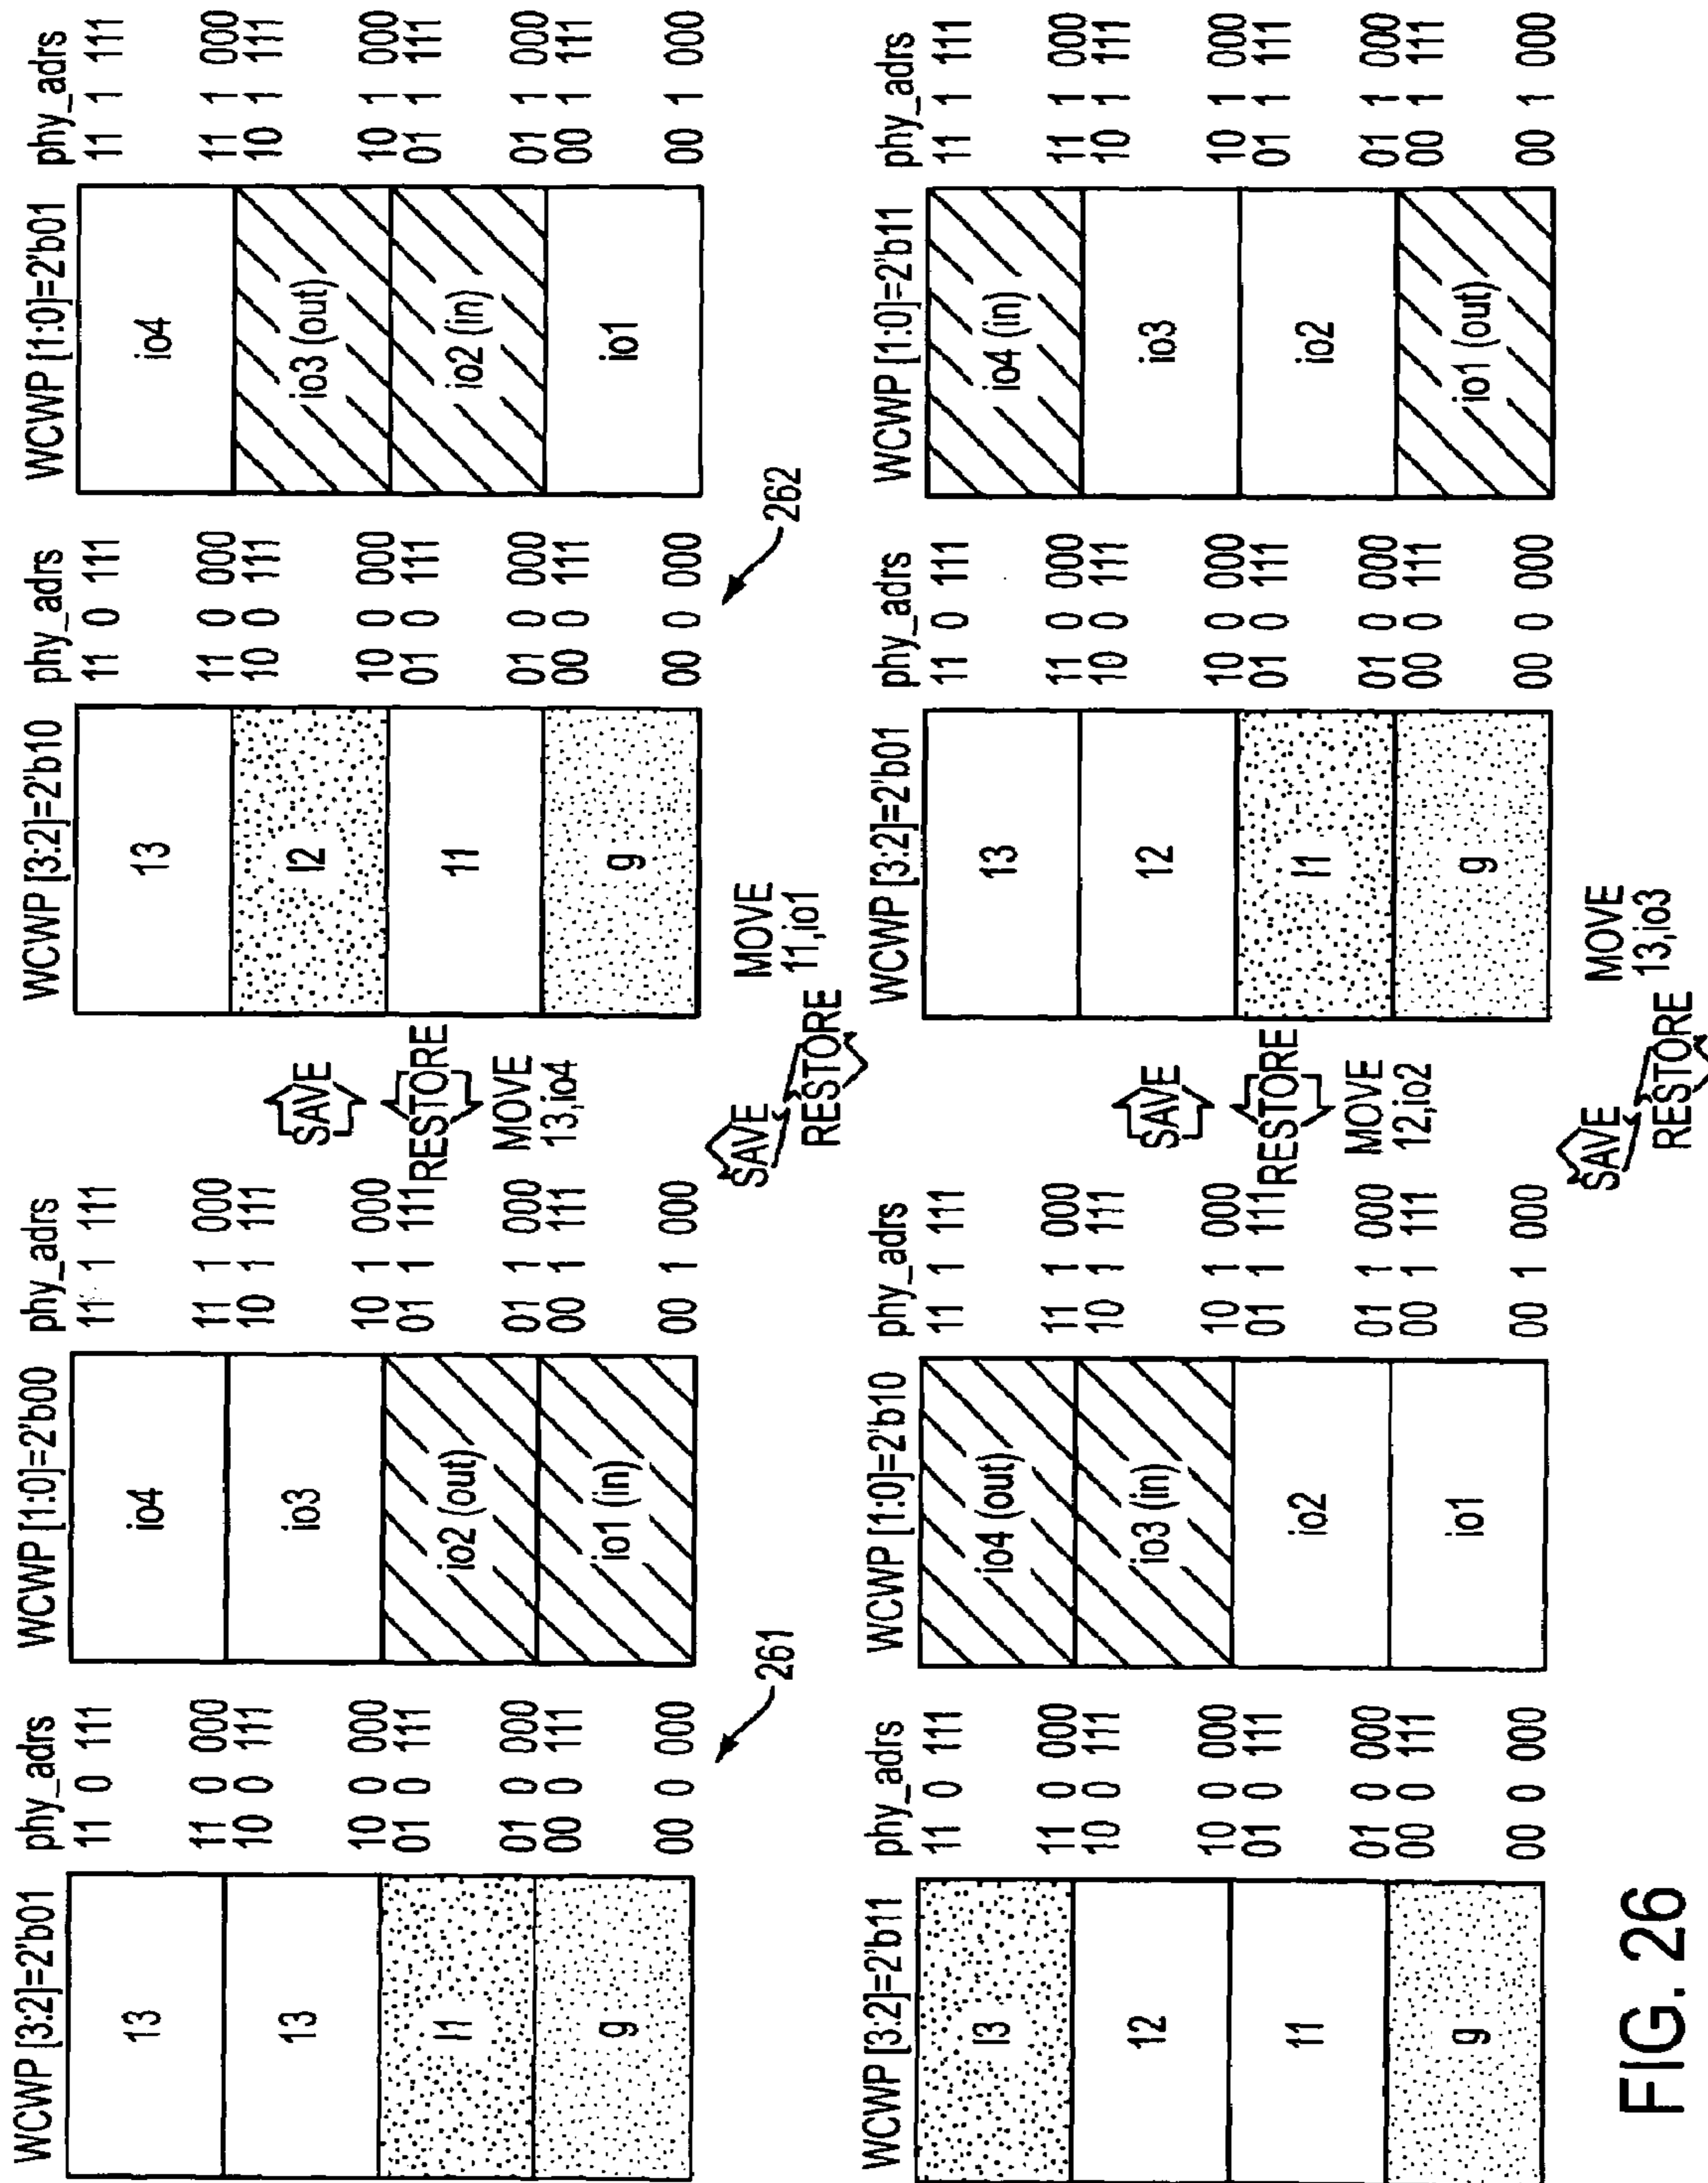 WCWP [3:2]=2'b01
13
13
l1
g
phy_adrs
11 0 111
11 0 000
10 0 111
10 0 000
01 0 111
01 0 000
00 0 111
00 0 000
261
WCWP [1:0]=2'b00
io4
io3
io2 (out)
io1 (in)
phy_adrs
11 1 111
11 1 000
10 1 111
10 1 000
01 1 111
01 1 000
00 1 111
00 1 000
SAVE
RESTORE
MOVE
13,io4
WCWP [3:2]=2'b10
13
l2
11
g
phy_adrs
11 0 111
11 0 000
10 0 111
10 0 000
01 0 111
01 0 000
00 0 111
00 0 000
262
WCWP [1:0]=2'b01
io4
io3 (out)
io2 (in)
io1
phy_adrs
11 1 111
11 1 000
10 1 111
10 1 000
01 1 111
01 1 000
00 1 111
00 1 000
SAVE
RESTORE
MOVE
11,io1
WCWP [3:2]=2'b11
l3
12
11
g
phy_adrs
11 0 111
11 0 000
10 0 111
10 0 000
01 0 111
01 0 000
00 0 111
00 0 000
WCWP [1:0]=2'b10
io4 (out)
io3 (in)
io2
io1
phy_adrs
11 1 111
11 1 000
10 1 111
10 1 000
01 1 111
01 1 000
00 1 111
00 1 000
SAVE
RESTORE
MOVE
12,io2
WCWP [3:2]=2'b01
13
12
l1
g
phy_adrs
11 0 111
11 0 000
10 0 111
10 0 000
01 0 111
01 0 000
00 0 111
00 0 000
WCWP [1:0]=2'b11
io4 (in)
io3
io2
io1 (out)
phy_adrs
11 1 111
11 1 000
10 1 111
10 1 000
01 1 111
01 1 000
00 1 111
00 1 000
SAVE
RESTORE
MOVE
13,io3
FIG. 26